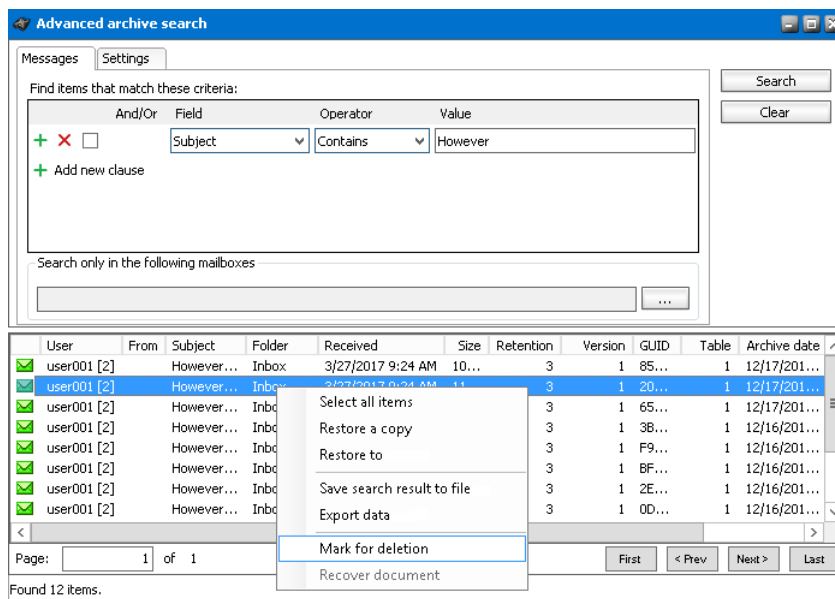 Advanced archive search
Messages Settings
Find items that match these criteria:
Search
Clear
And/Or Field Operator Value
Subject Contains However
Add new clause
Search only in the following mailboxes
...
User From Subject Folder Received Size Retention Version GUID Table Archive date
user001 [2] However... Inbox 3/27/2017 9:24 AM 10... 3 1 85... 1 12/17/201...
user001 [2] However... Inbox 3/27/2017 9:24 AM 11... 3 1 20... 1 12/17/201...
user001 [2] However... 3 1 65... 1 12/17/201...
user001 [2] However... 3 1 3B... 1 12/16/201...
user001 [2] However... 3 1 F9... 1 12/16/201...
user001 [2] However... 3 1 BF... 1 12/16/201...
user001 [2] However... 3 1 2E... 1 12/16/201...
user001 [2] However... 3 1 0D... 1 12/16/201...
Select all items
Restore a copy
Restore to
Save search result to file
Export data
Mark for deletion
Recover document
Page: 1 of 1 First < Prev Next > Last
Found 12 items.